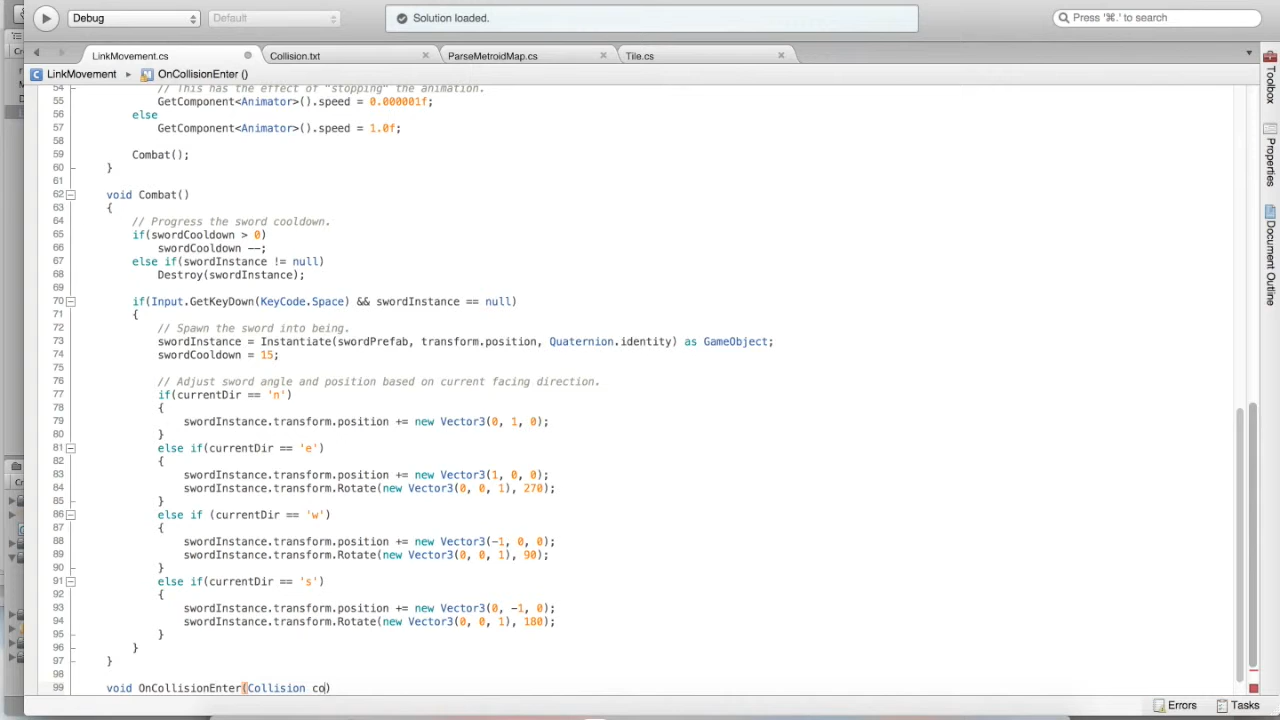 Debug
Default
Solution loaded.
Press '⌘.' to search
LinkMovement.cs
Collision.txt
ParseMetroidMap.cs
Tile.cs
LinkMovement
OnCollisionEnter ()
54 // This has the effect of "stopping" the animation.
55 GetComponent<Animator>().speed = 0.000001f;
56 else
57 GetComponent<Animator>().speed = 1.0f;
58
59 Combat();
60 }
61
62 void Combat()
63 {
64 // Progress the sword cooldown.
65 if(swordCooldown > 0)
66 swordCooldown --;
67 else if(swordInstance != null)
68 Destroy(swordInstance);
69
70 if(Input.GetKeyDown(KeyCode.Space) && swordInstance == null)
71 {
72 // Spawn the sword into being.
73 swordInstance = Instantiate(swordPrefab, transform.position, Quaternion.identity) as GameObject;
74 swordCooldown = 15;
75
76 // Adjust sword angle and position based on current facing direction.
77 if(currentDir == 'n')
78 {
79 swordInstance.transform.position += new Vector3(0, 1, 0);
80 }
81 else if(currentDir == 'e')
82 {
83 swordInstance.transform.position += new Vector3(1, 0, 0);
84 swordInstance.transform.Rotate(new Vector3(0, 0, 1), 270);
85 }
86 else if (currentDir == 'w')
87 {
88 swordInstance.transform.position += new Vector3(-1, 0, 0);
89 swordInstance.transform.Rotate(new Vector3(0, 0, 1), 90);
90 }
91 else if(currentDir == 's')
92 {
93 swordInstance.transform.position += new Vector3(0, -1, 0);
94 swordInstance.transform.Rotate(new Vector3(0, 0, 1), 180);
95 }
96 }
97 }
98
99 void OnCollisionEnter(Collision co)
Toolbox
Properties
Document Outline
Errors
Tasks